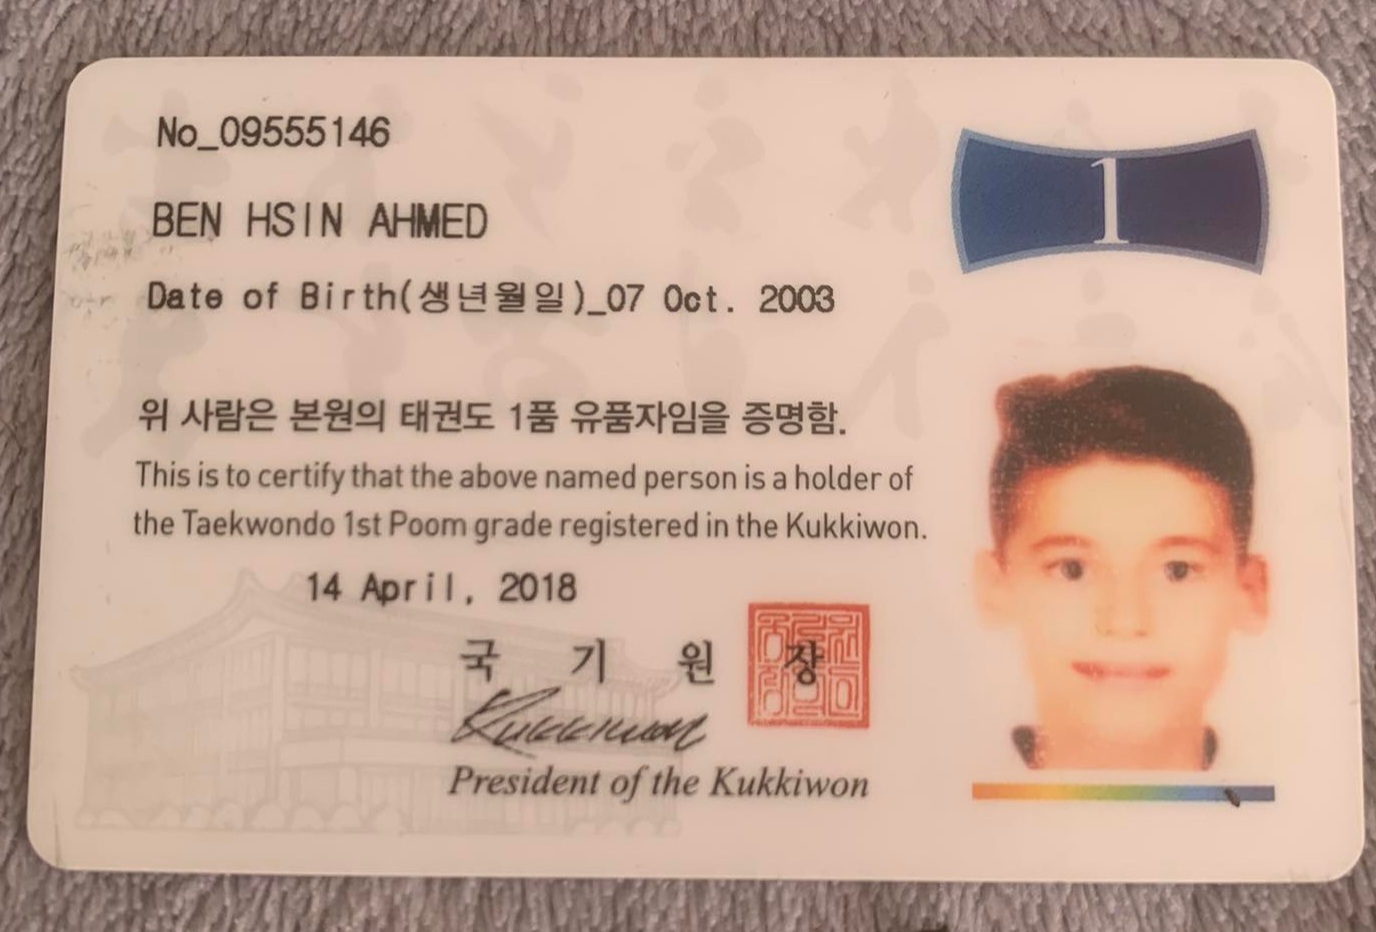 No_09555146
1
BEN HSIN AHMED
Date of Birth(생년월일)_07 Oct. 2003
위 사람은 본원의 태권도 1품 유품자임을 증명함.
This is to certify that the above named person is a holder of
the Taekwondo 1st Poom grade registered in the Kukkiwon.
14 April, 2018
국 기 원 장
Kukkiwon
President of the Kukkiwon